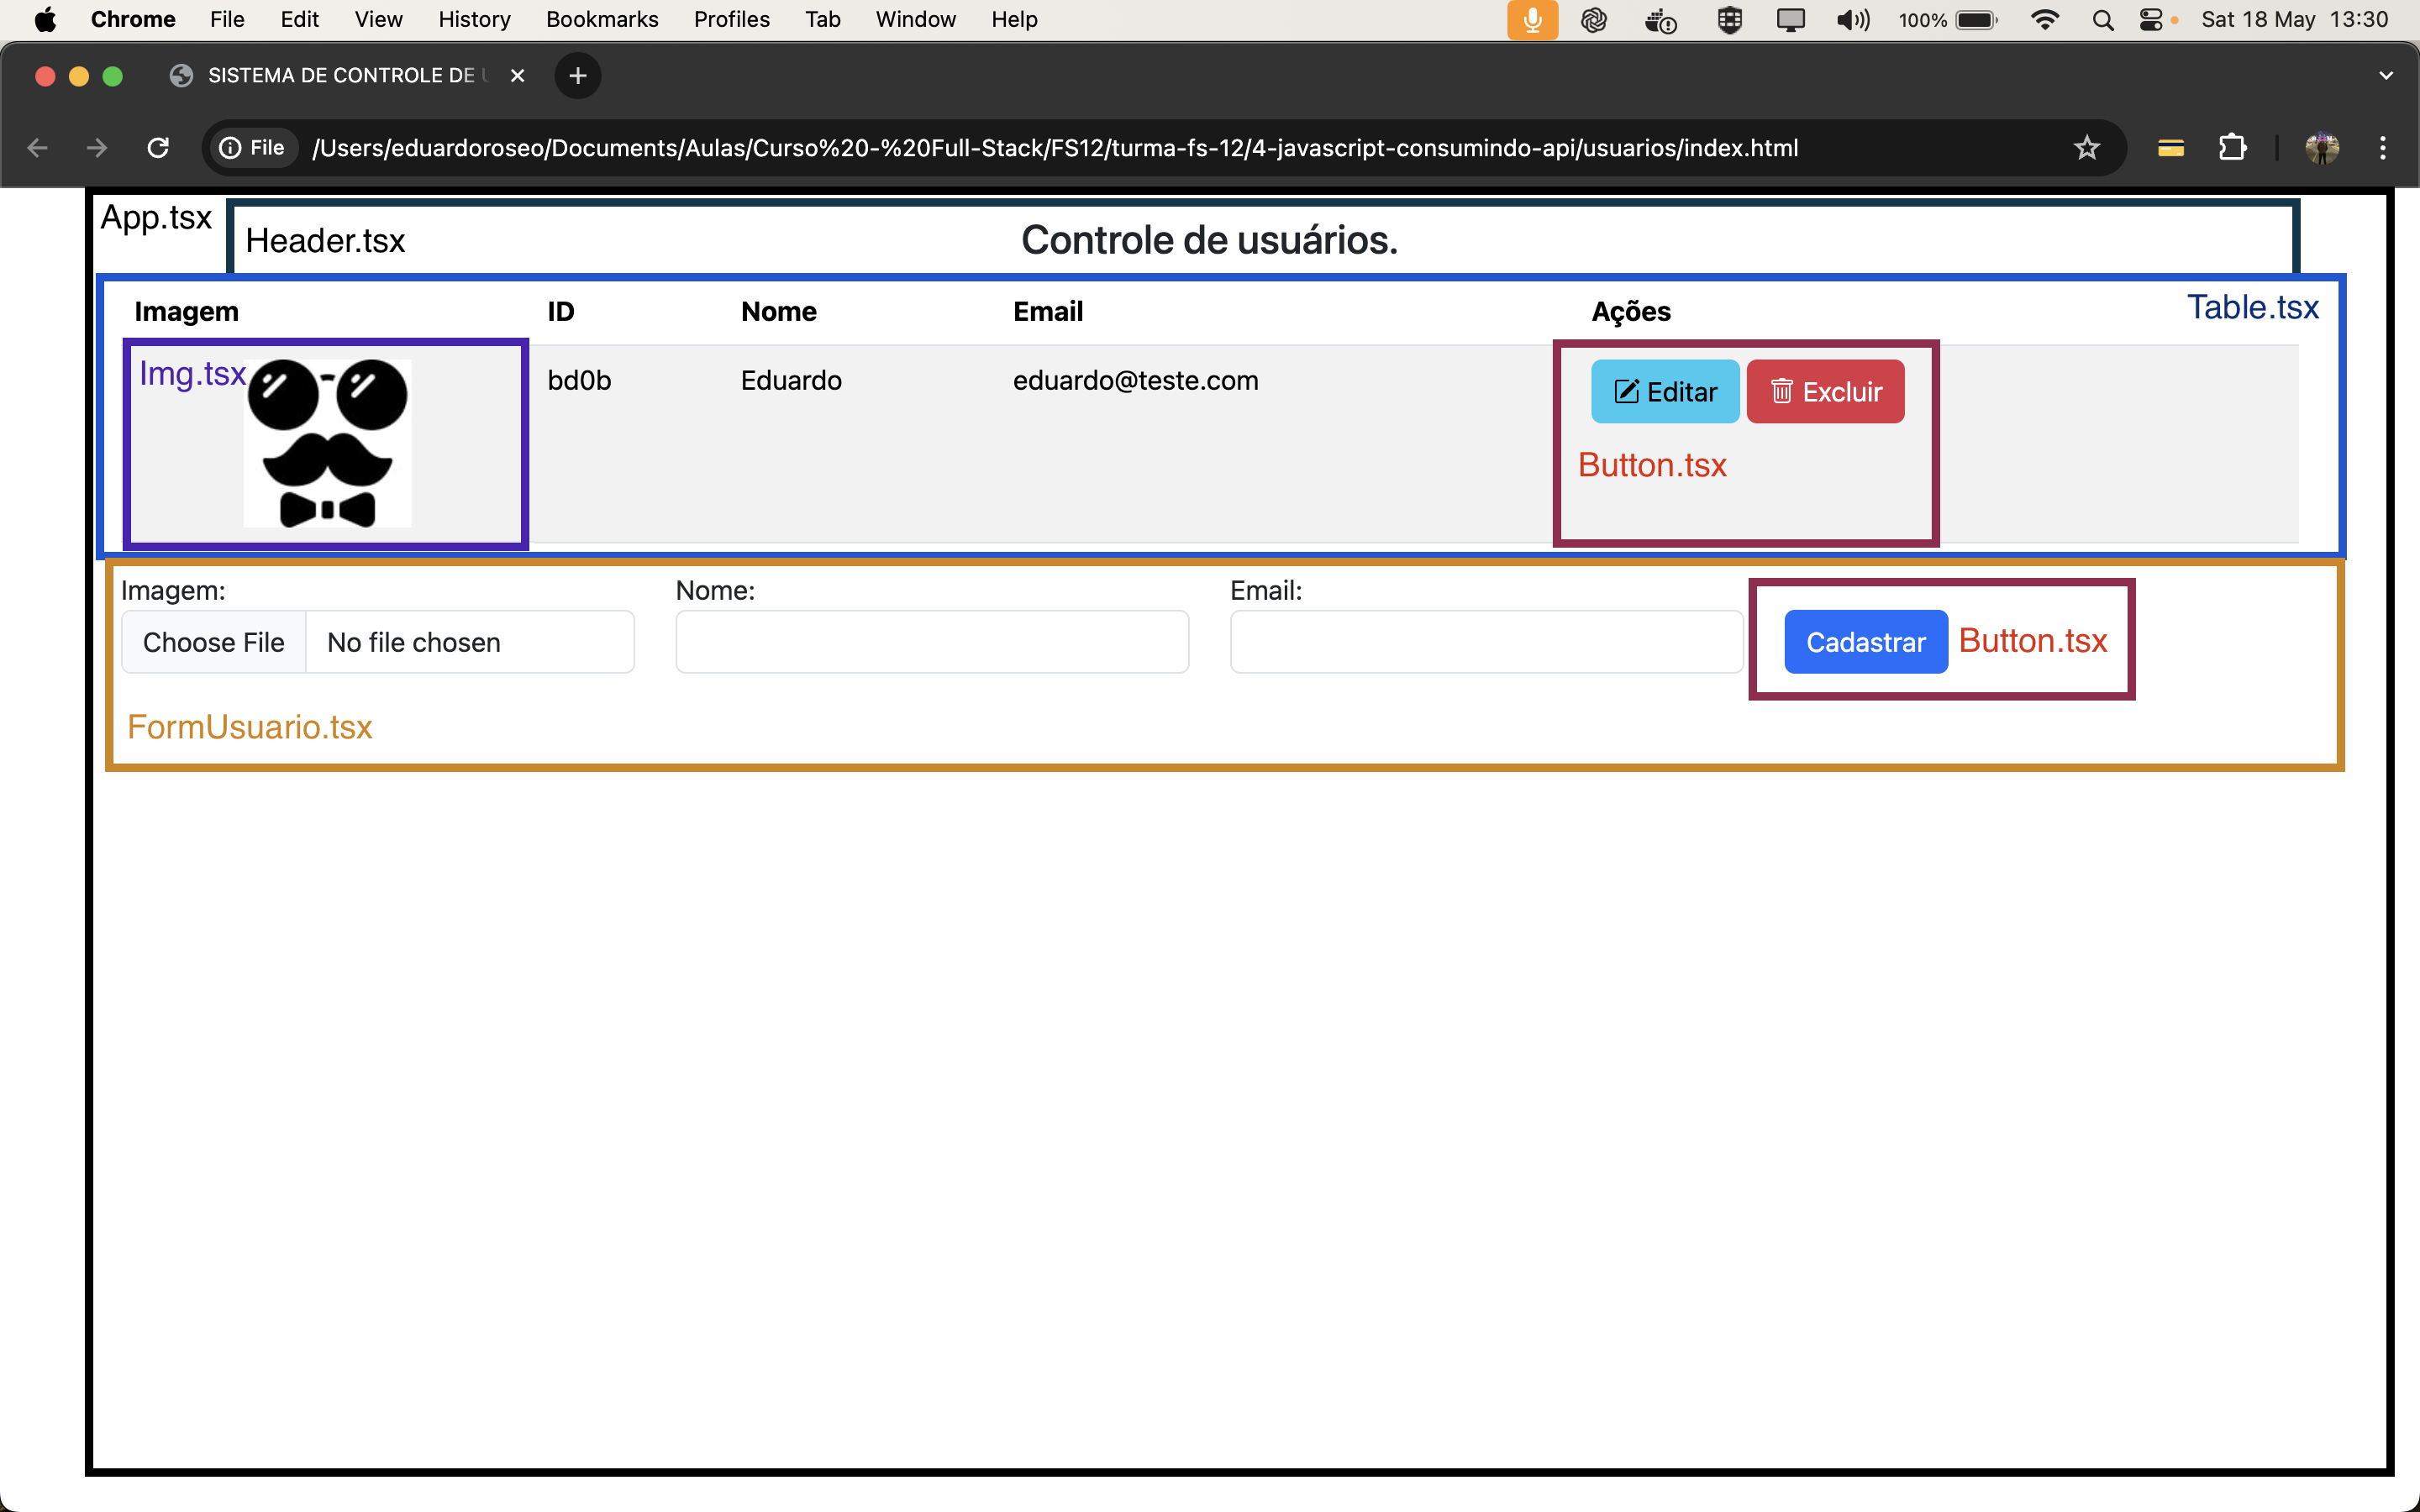 Chrome File Edit View History Bookmarks Profiles Tab Window Help 100% Sat 18 May 13:30
SISTEMA DE CONTROLE DE
File /Users/eduardoroseo/Documents/Aulas/Curso%20-%20Full-Stack/FS12/turma-fs-12/4-javascript-consumindo-api/usuarios/index.html
App.tsx
Header.tsx Controle de usuários.
Imagem ID Nome Email Ações Table.tsx
Img.tsx bd0b Eduardo eduardo@teste.com Editar Excluir
Button.tsx
Imagem: Nome: Email:
Choose File No file chosen Cadastrar Button.tsx
FormUsuario.tsx